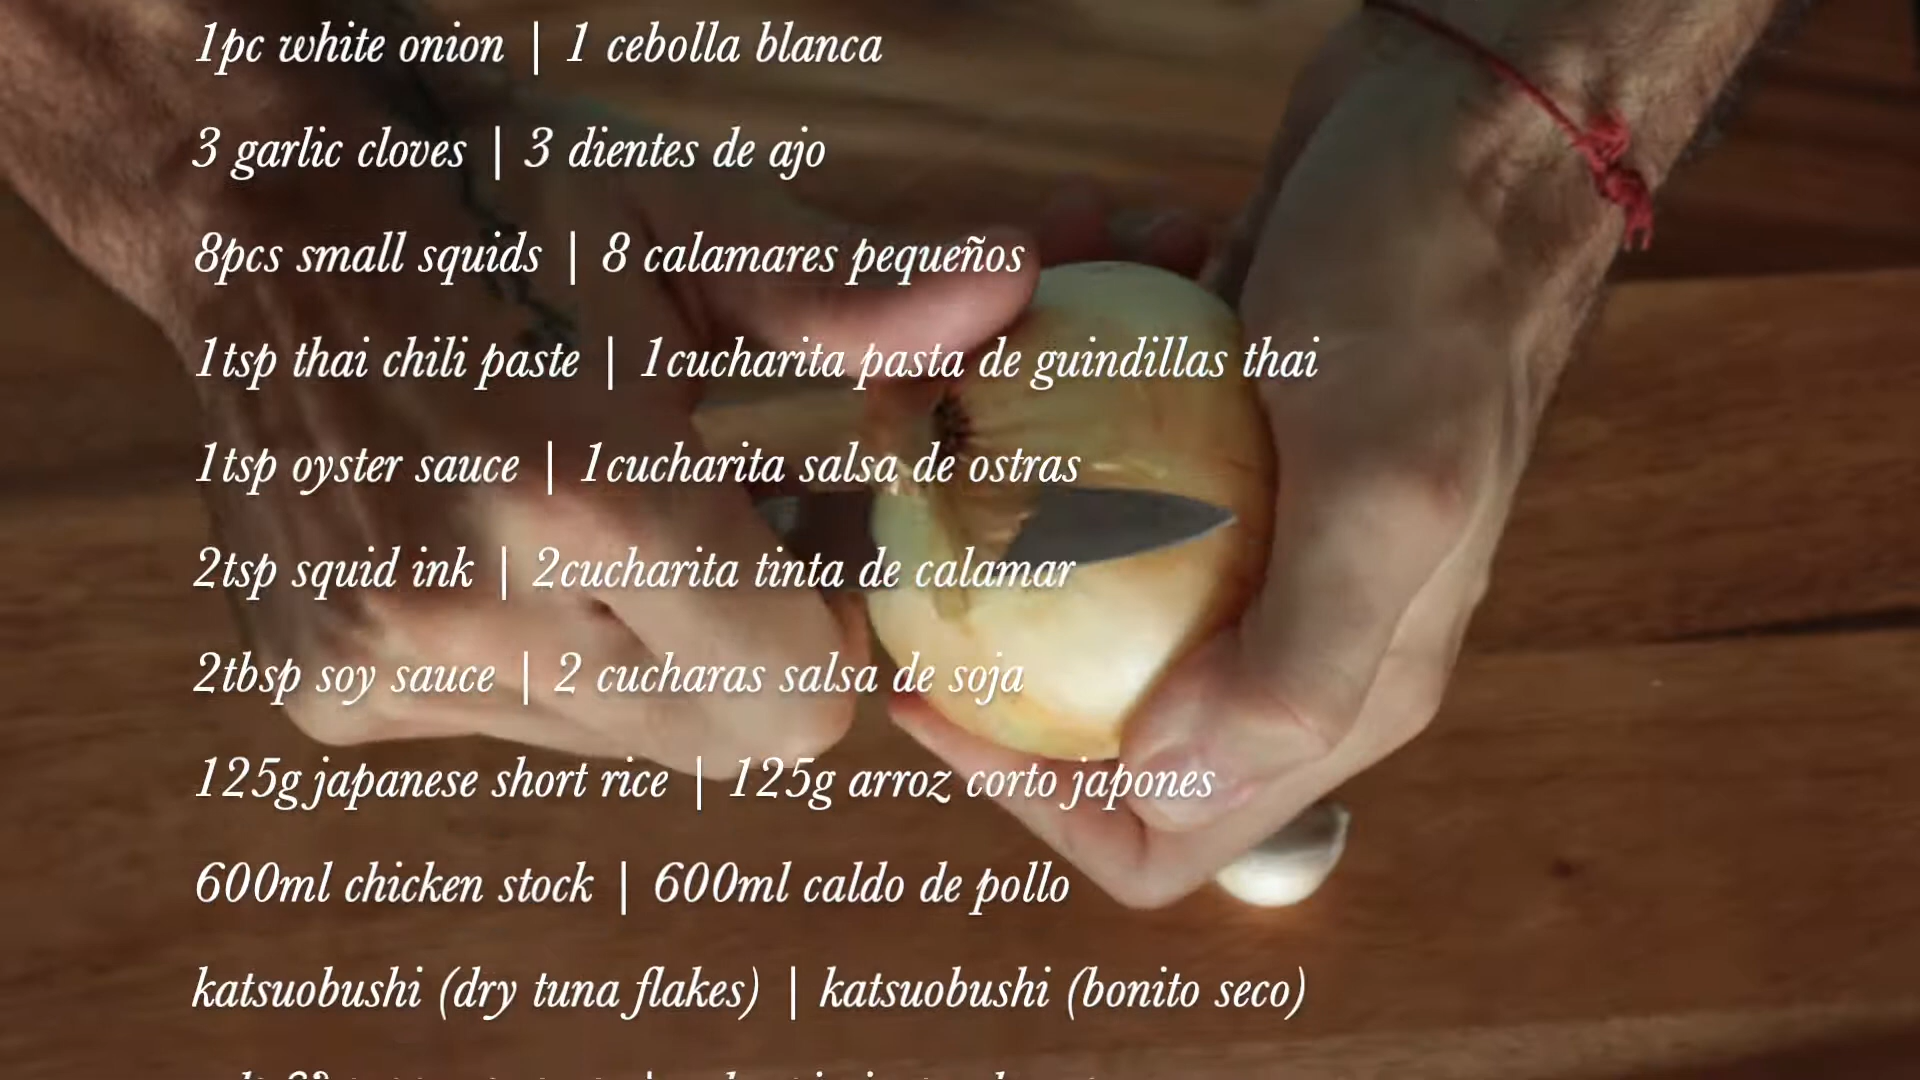 1pc white onion | 1 cebolla blanca
3 garlic cloves | 3 dientes de ajo
8pcs small squids | 8 calamares pequeños
1tsp thai chili paste | 1cucharita pasta de guindillas thai
1tsp oyster sauce | 1cucharita salsa de ostras
2tsp squid ink | 2cucharita tinta de calamar
2tbsp soy sauce | 2 cucharas salsa de soja
125g japanese short rice | 125g arroz corto japones
600ml chicken stock | 600ml caldo de pollo
katsuobushi (dry tuna flakes) | katsuobushi (bonito seco)